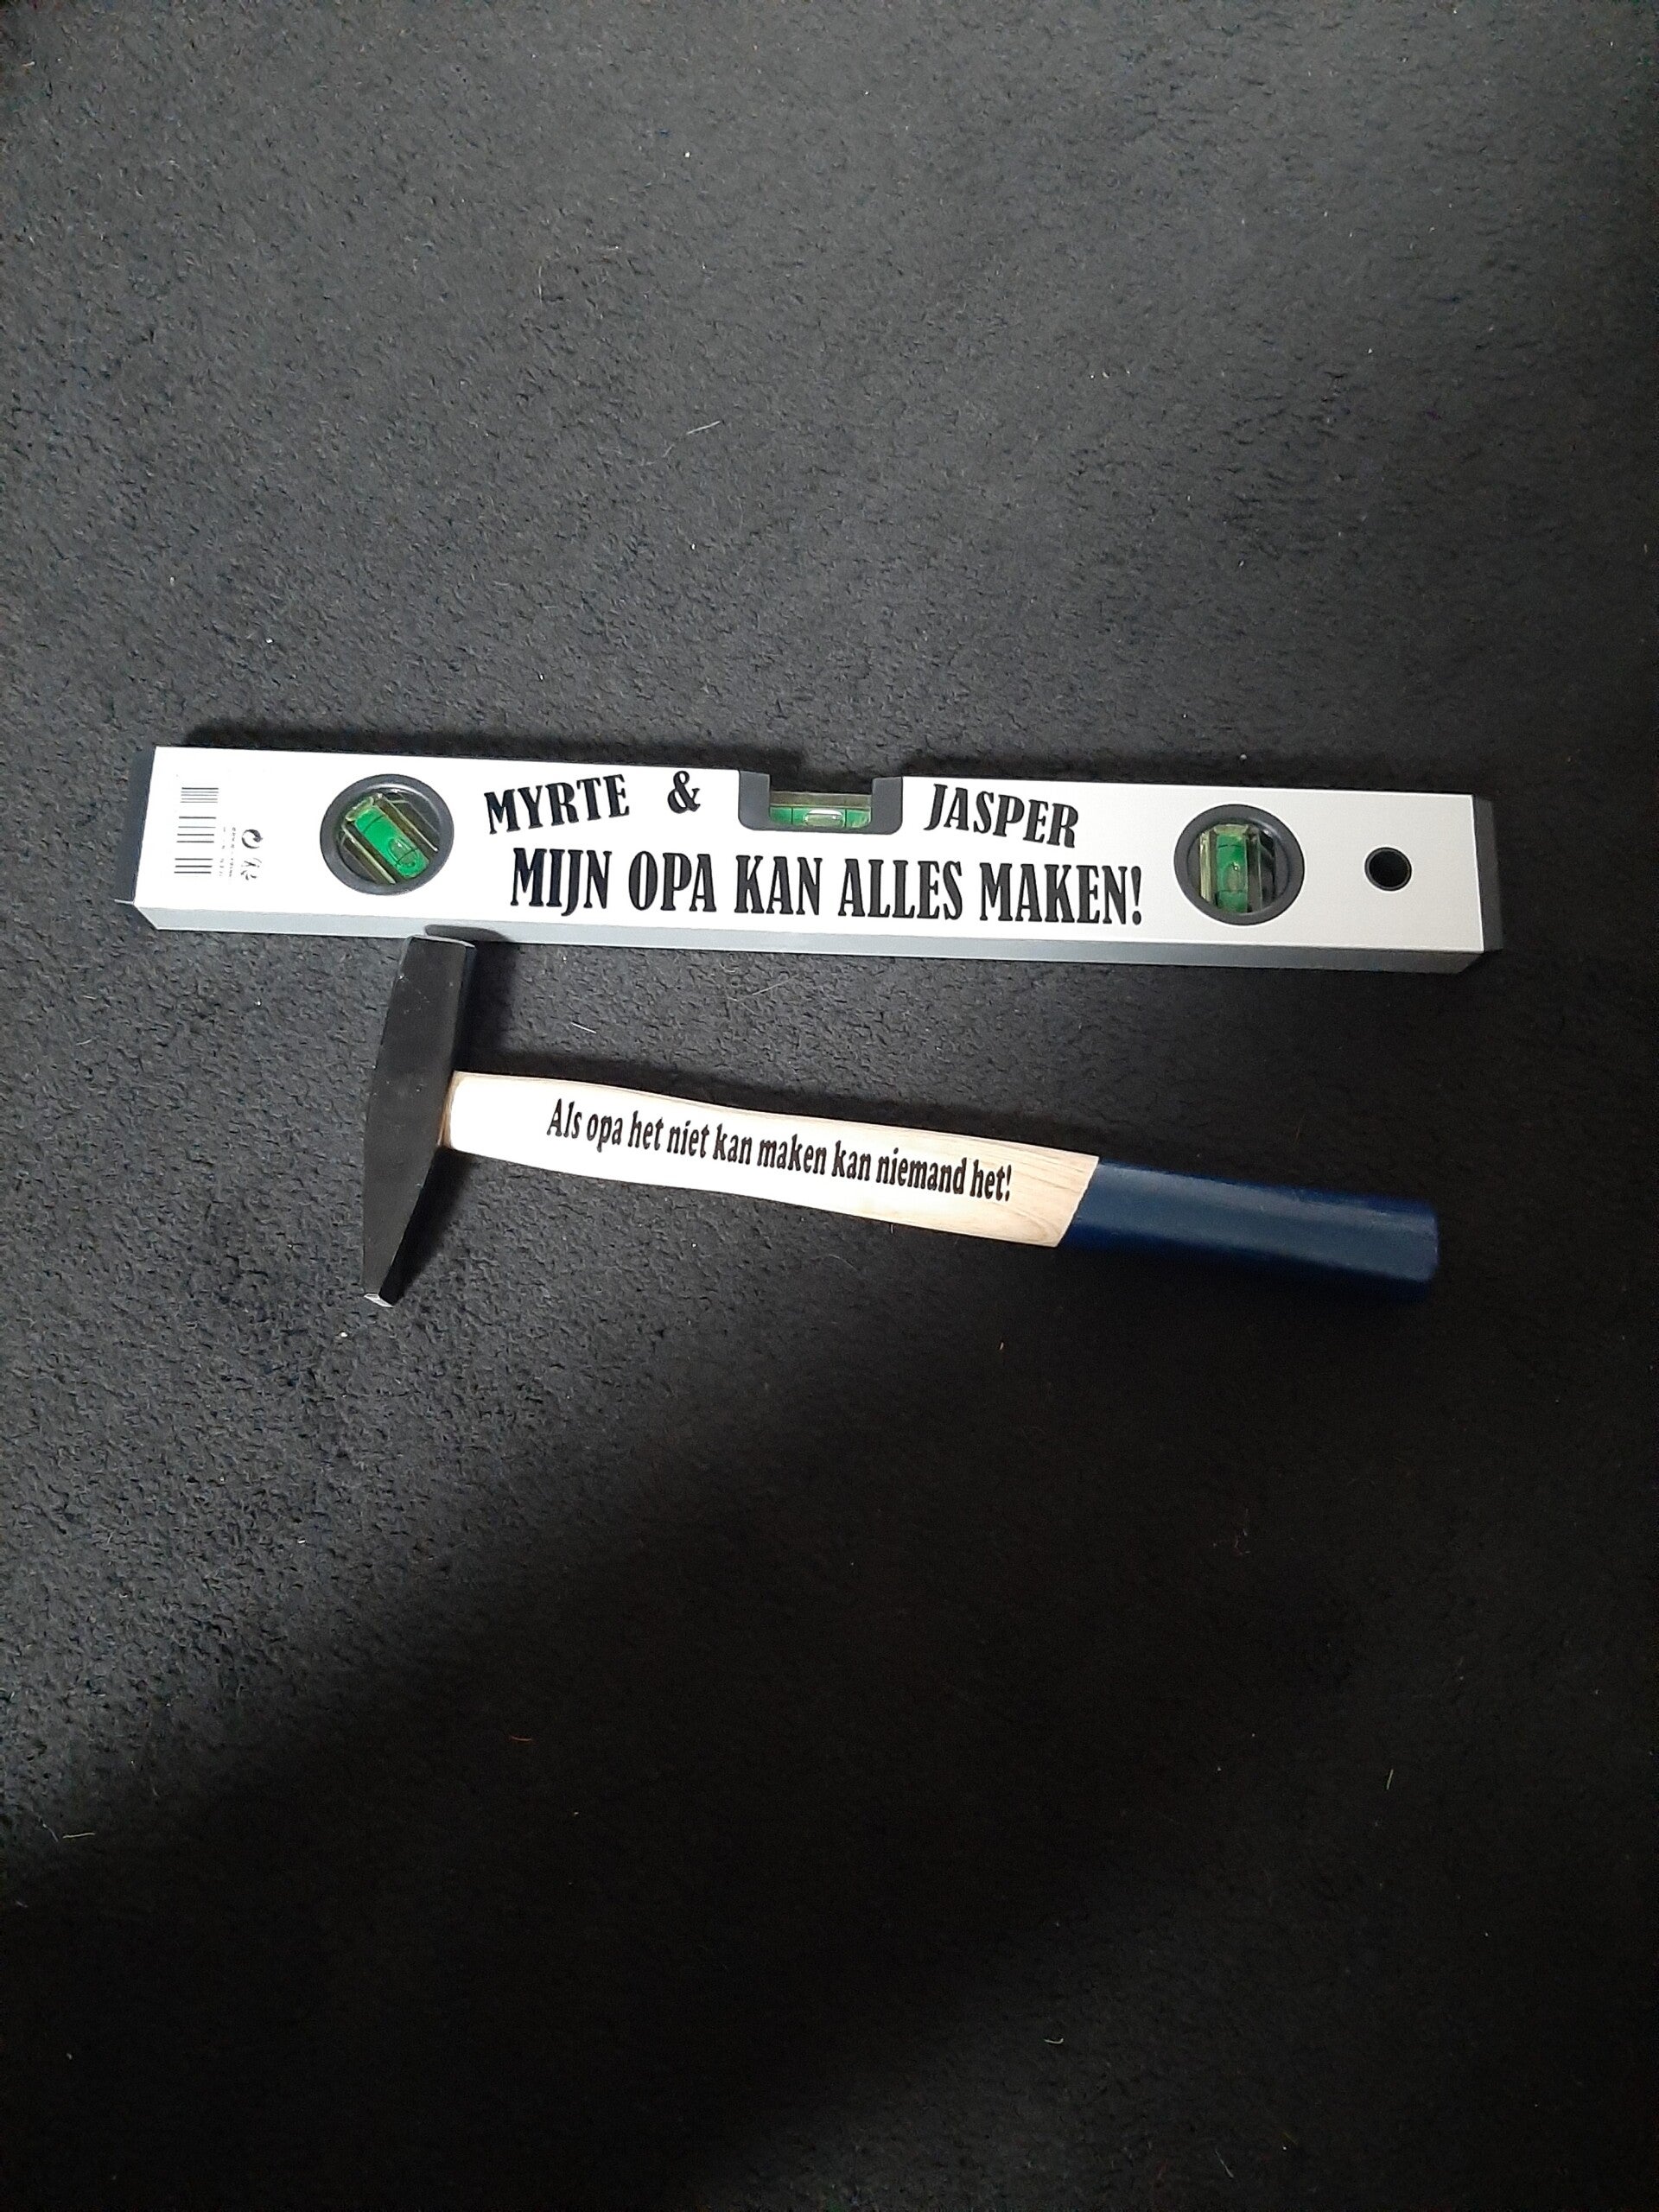 MYRTE & JASPER
MIJN OPA KAN ALLES MAKEN!
Als opa het niet kan maken kan niemand het!